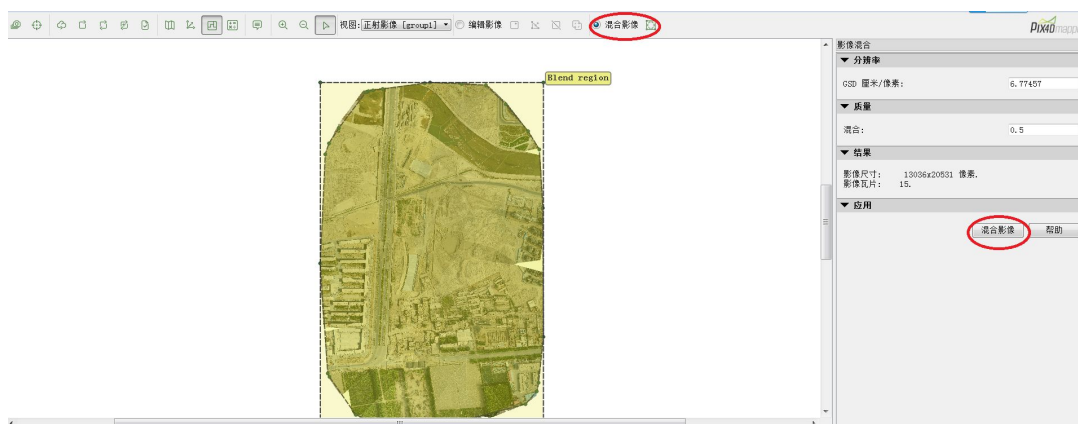 视图: 正射影像 [group1] 编辑影像 混合影像
PIX4Dmapper
Blend region
影像混合
分辨率
GSD 厘米/像素: 6.77457
质量
混合: 0.5
结果
影像尺寸: 13036x20531 像素.
影像瓦片: 15.
应用
混合影像 帮助